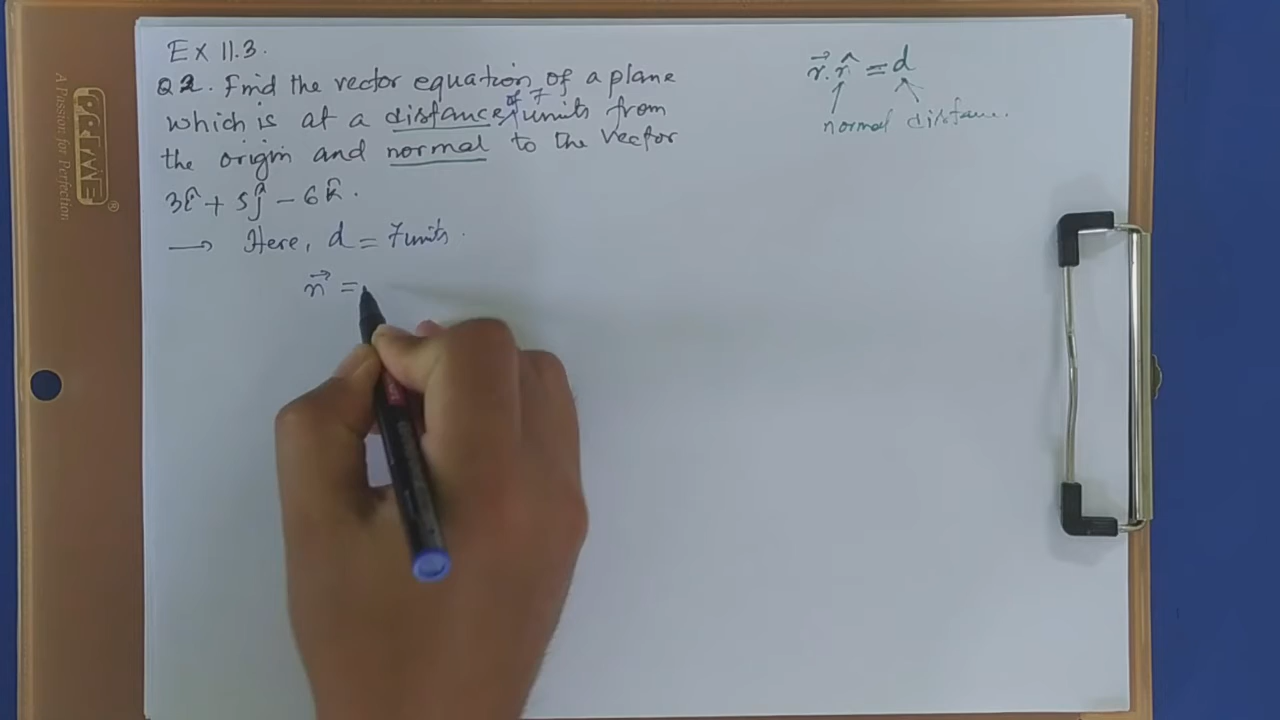 Ex 11.3.
Q2. Find the vector equation of a plane
which is at a distance of 7 units from
the origin and normal to the vector
3î + 5ĵ - 6k̂.
→ Here, d = 7 units.
n⃗ =
r⃗.n̂ = d
normal distance.
PRIME
®
A Passion for Perfection